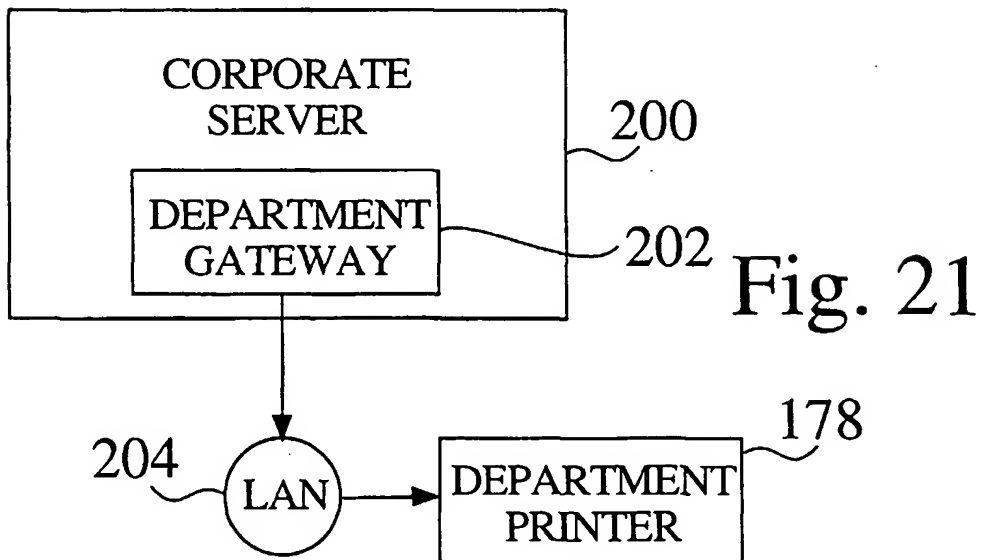 CORPORATE
SERVER
200
DEPARTMENT
GATEWAY
202
Fig. 21
204
LAN
178
DEPARTMENT
PRINTER